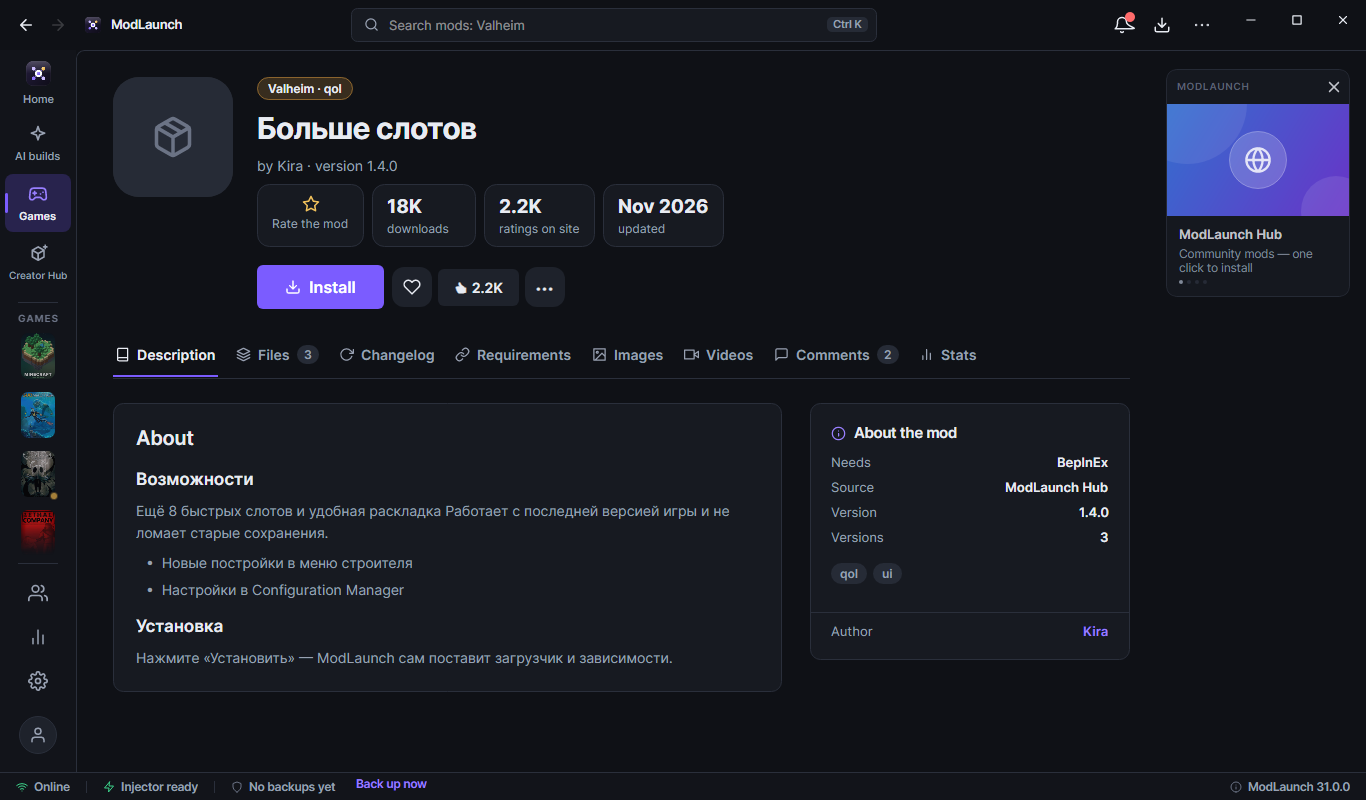 ModLaunch
Search mods: Valheim
Ctrl K
Home
AI builds
Games
Creator Hub
GAMES
MINECRAFT
LETHAL
COMPANY
Valheim · qol
Больше слотов
by Kira · version 1.4.0
Rate the mod
18K
downloads
2.2K
ratings on site
Nov 2026
updated
Install
2.2K
Description
Files 3
Changelog
Requirements
Images
Videos
Comments 2
Stats
About
Возможности
Ещё 8 быстрых слотов и удобная раскладка Работает с последней версией игры и не
ломает старые сохранения.
• Новые постройки в меню строителя
• Настройки в Configuration Manager
Установка
Нажмите «Установить» — ModLaunch сам поставит загрузчик и зависимости.
About the mod
Needs BepInEx
Source ModLaunch Hub
Version 1.4.0
Versions 3
qol ui
Author Kira
MODLAUNCH
ModLaunch Hub
Community mods — one
click to install
Online
Injector ready
No backups yet
Back up now
ModLaunch 31.0.0